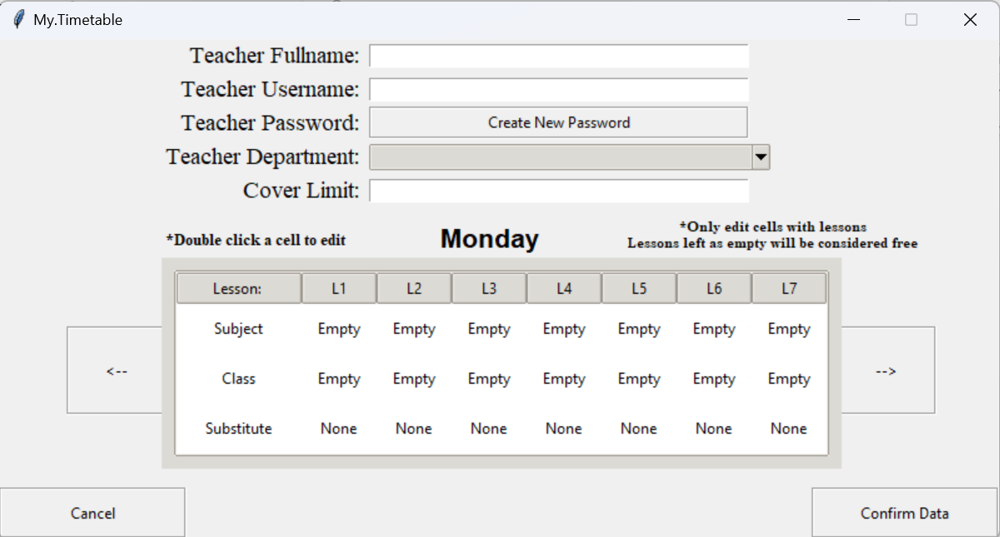 My.Timetable
Teacher Fullname:
Teacher Username:
Teacher Password: Create New Password
Teacher Department:
Cover Limit:
*Double click a cell to edit
Monday
*Only edit cells with lessons
Lessons left as empty will be considered free
Lesson: L1 L2 L3 L4 L5 L6 L7
Subject Empty Empty Empty Empty Empty Empty Empty
<-- Class Empty Empty Empty Empty Empty Empty Empty -->
Substitute None None None None None None None
Cancel Confirm Data